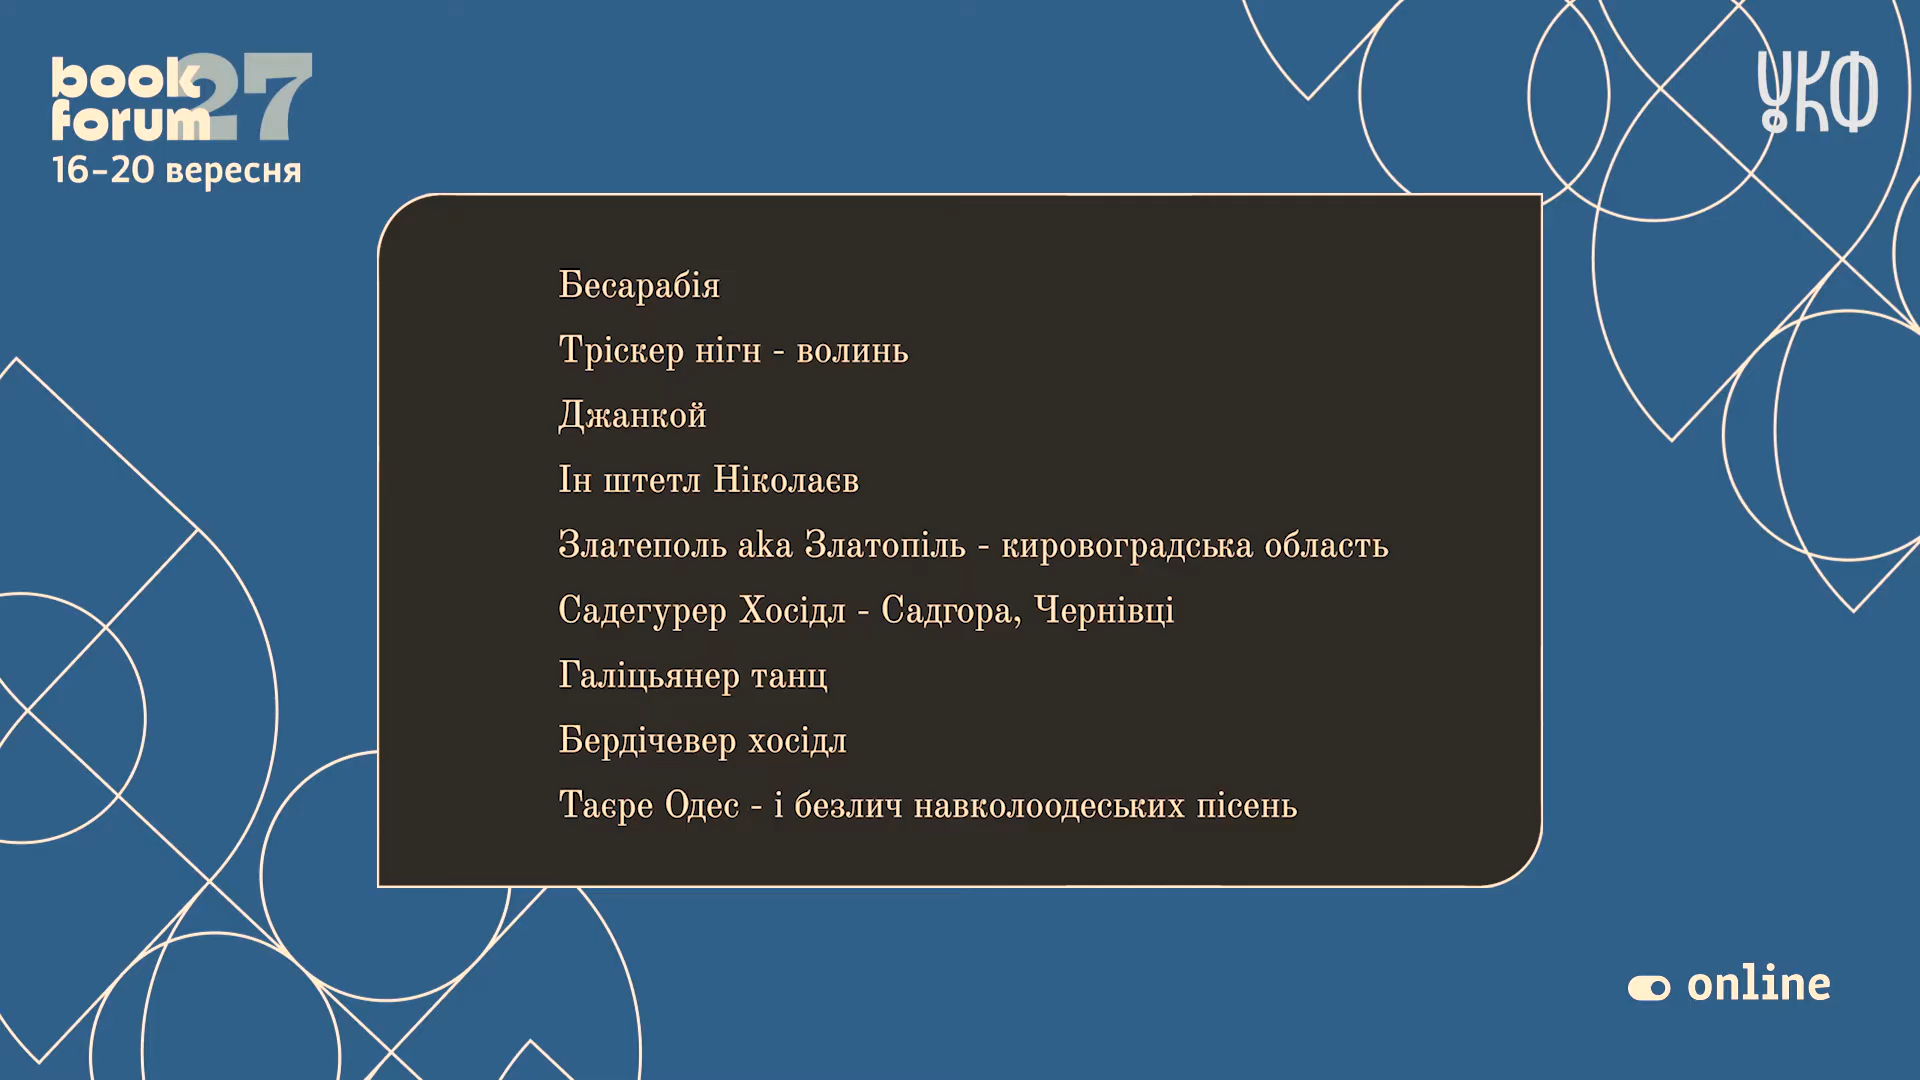 book
forum 27
16-20 вересня
УКФ
Бесарабія
Тріскер нігн - волинь
Джанкой
Ін штетл Ніколаєв
Златеполь aka Златопіль - кировоградська область
Садегурер Хосідл - Садгора, Чернівці
Галіцьянер танц
Бердічевер хосідл
Таєре Одес - і безлич навколоодеських пісень
online